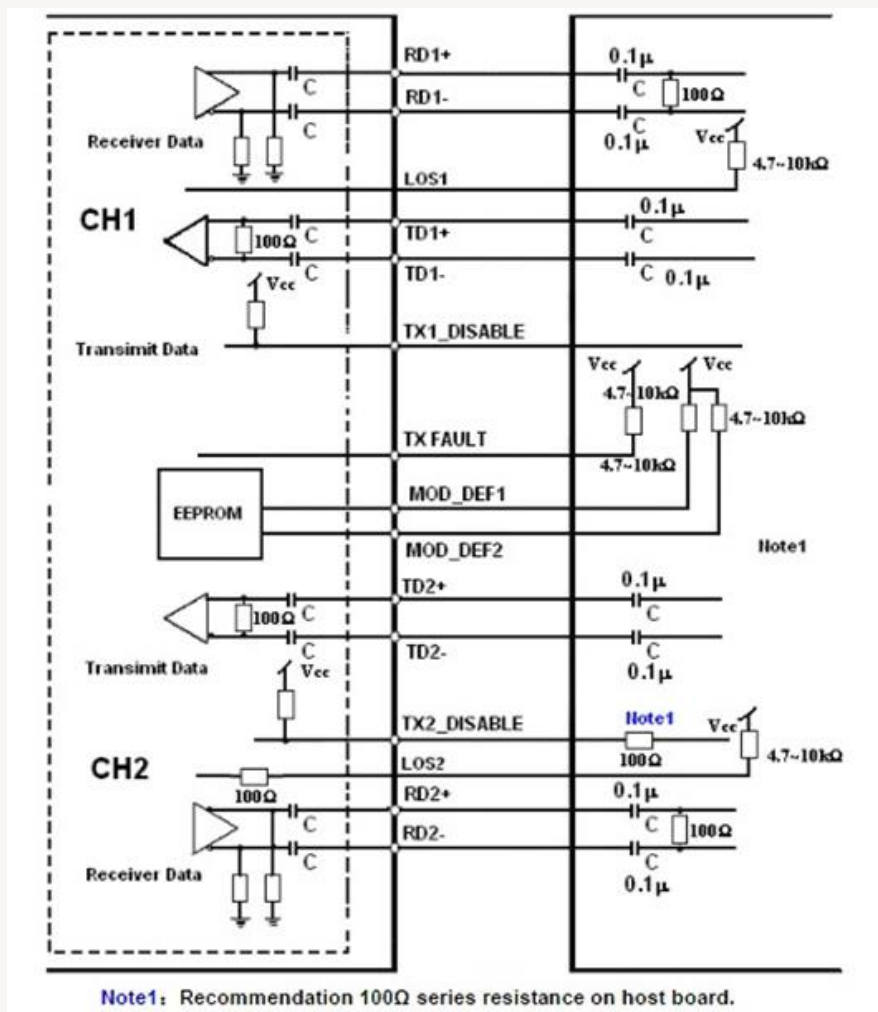 RD1+
0.1μ
C
C
100Ω
RD1-
C
C
0.1μ
Vcc
Receiver Data
4.7~10kΩ
LOS1
CH1
0.1μ
100Ω
C
TD1+
C
Vcc
C
TD1-
C
0.1μ
TX1_DISABLE
Transimit Data
Vcc
Vcc
4.7~10kΩ
4.7~10kΩ
TX FAULT
4.7~10kΩ
MOD_DEF1
EEPROM
Note1
MOD_DEF2
TD2+
0.1μ
100Ω
C
C
C
TD2-
C
Transimit Data
Vcc
0.1μ
TX2_DISABLE
Note1
Vcc
100Ω
4.7~10kΩ
CH2
LOS2
100Ω
RD2+
0.1μ
C
C
100Ω
RD2-
C
C
Receiver Data
0.1μ
Note1: Recommendation 100Ω series resistance on host board.